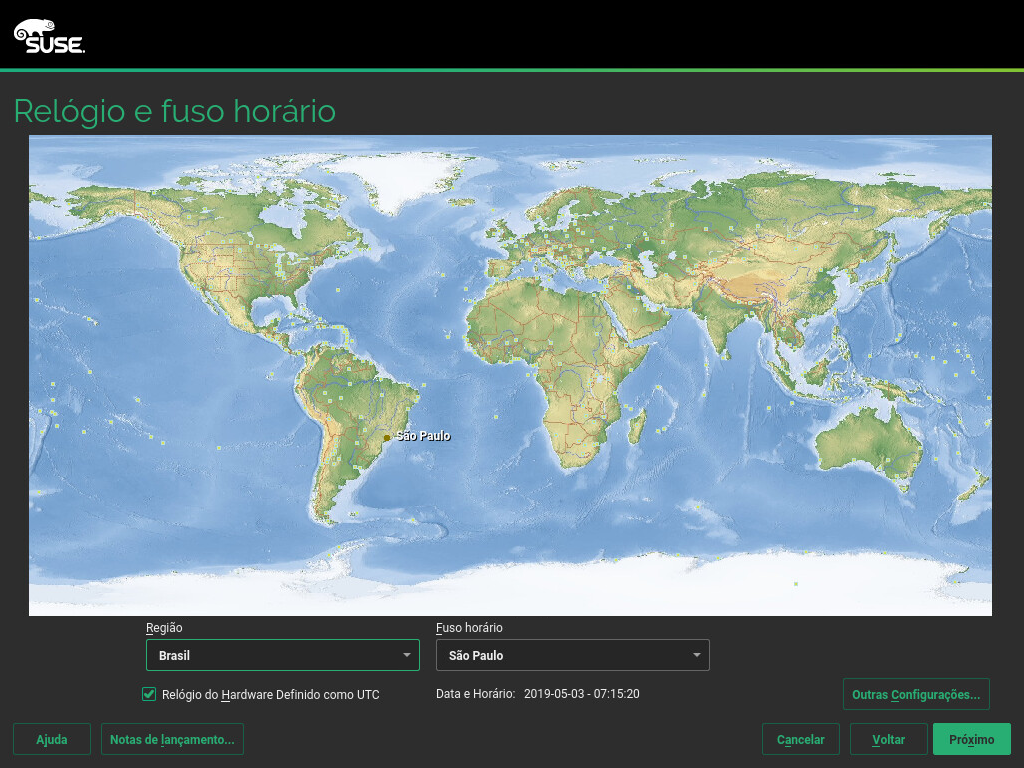 SUSE.
Relógio e fuso horário
São Paulo
Região
Fuso horário
Brasil
São Paulo
Relógio do Hardware Definido como UTC
Data e Horário: 2019-05-03 - 07:15:20
Outras Configurações...
Ajuda
Notas de lançamento...
Cancelar
Voltar
Próximo